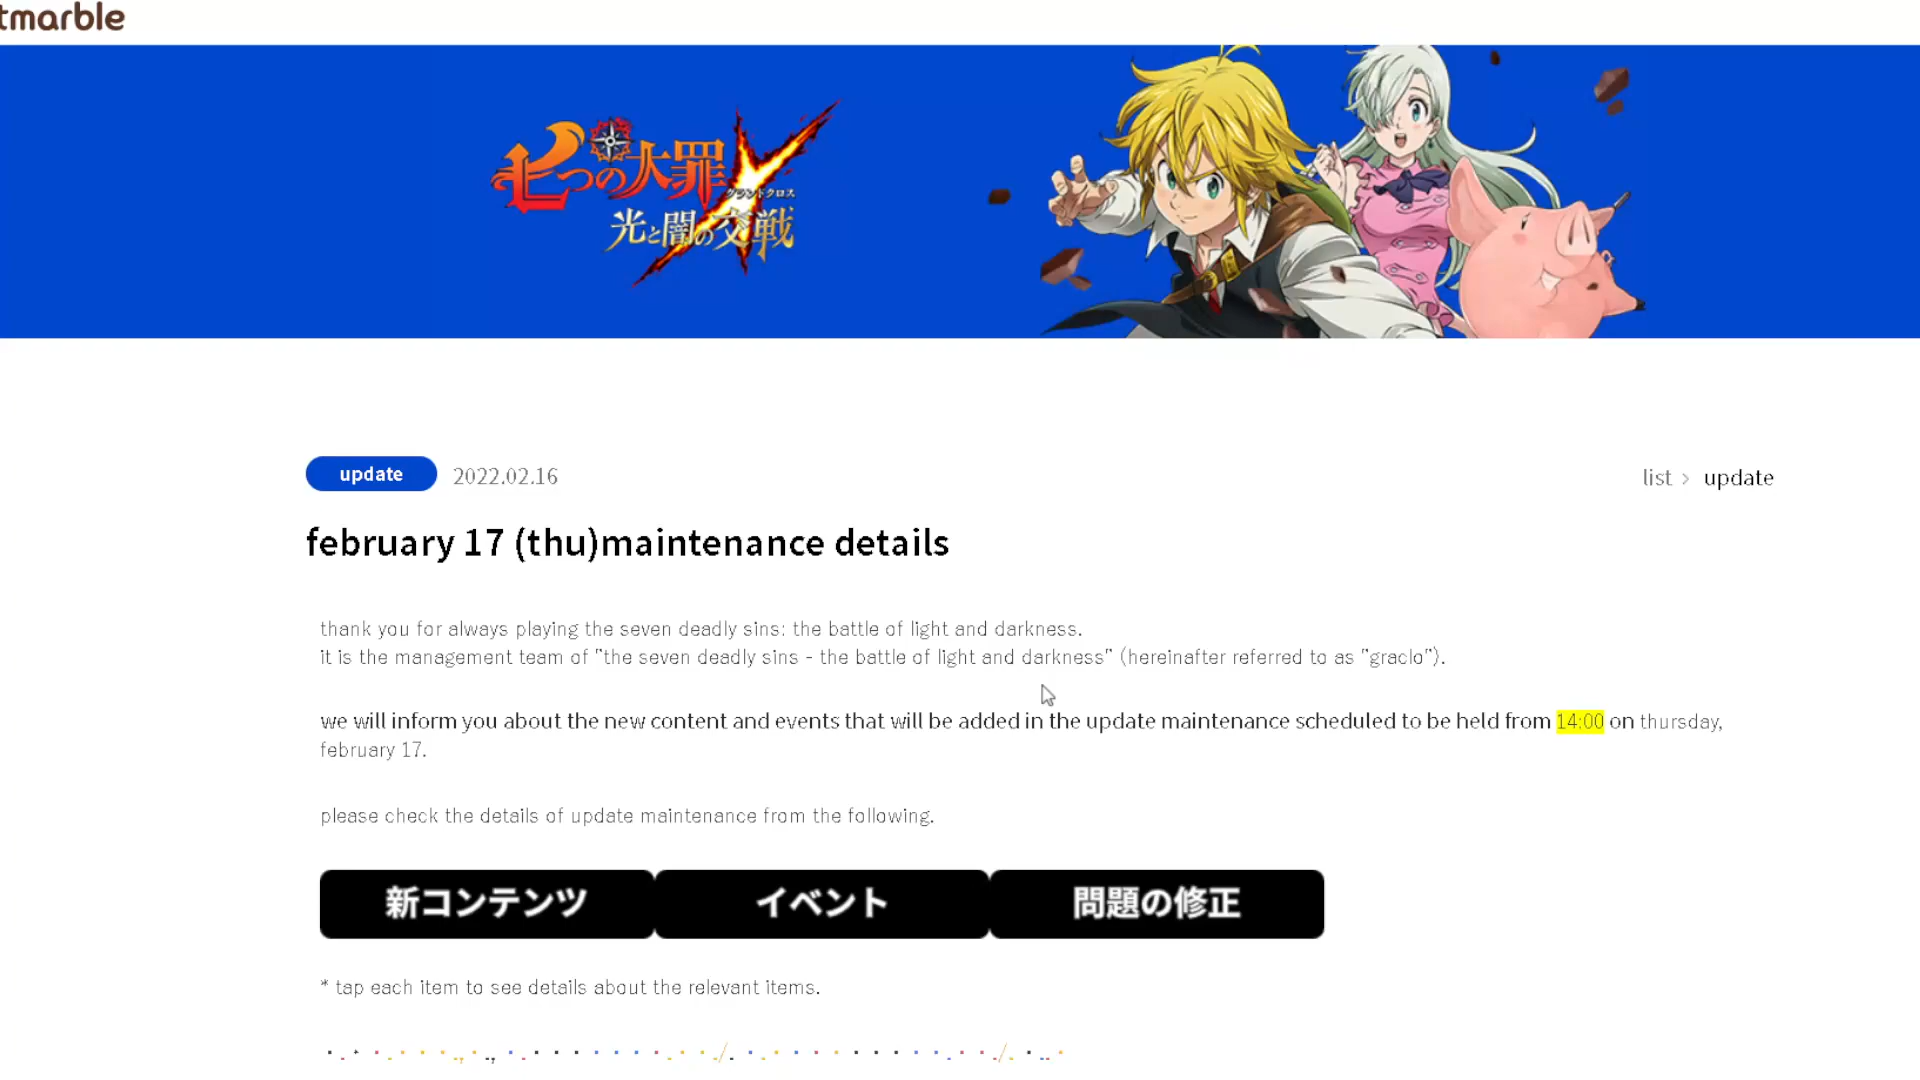 tmarble
七つの大罪
グランドクロス
光と闇の交戦
update 2022.02.16
list > update
february 17 (thu)maintenance details
thank you for always playing the seven deadly sins: the battle of light and darkness.
it is the management team of "the seven deadly sins - the battle of light and darkness" (hereinafter referred to as "graclo").
we will inform you about the new content and events that will be added in the update maintenance scheduled to be held from 14:00 on thursday,
february 17.
please check the details of update maintenance from the following.
新コンテンツ イベント 問題の修正
* tap each item to see details about the relevant items.